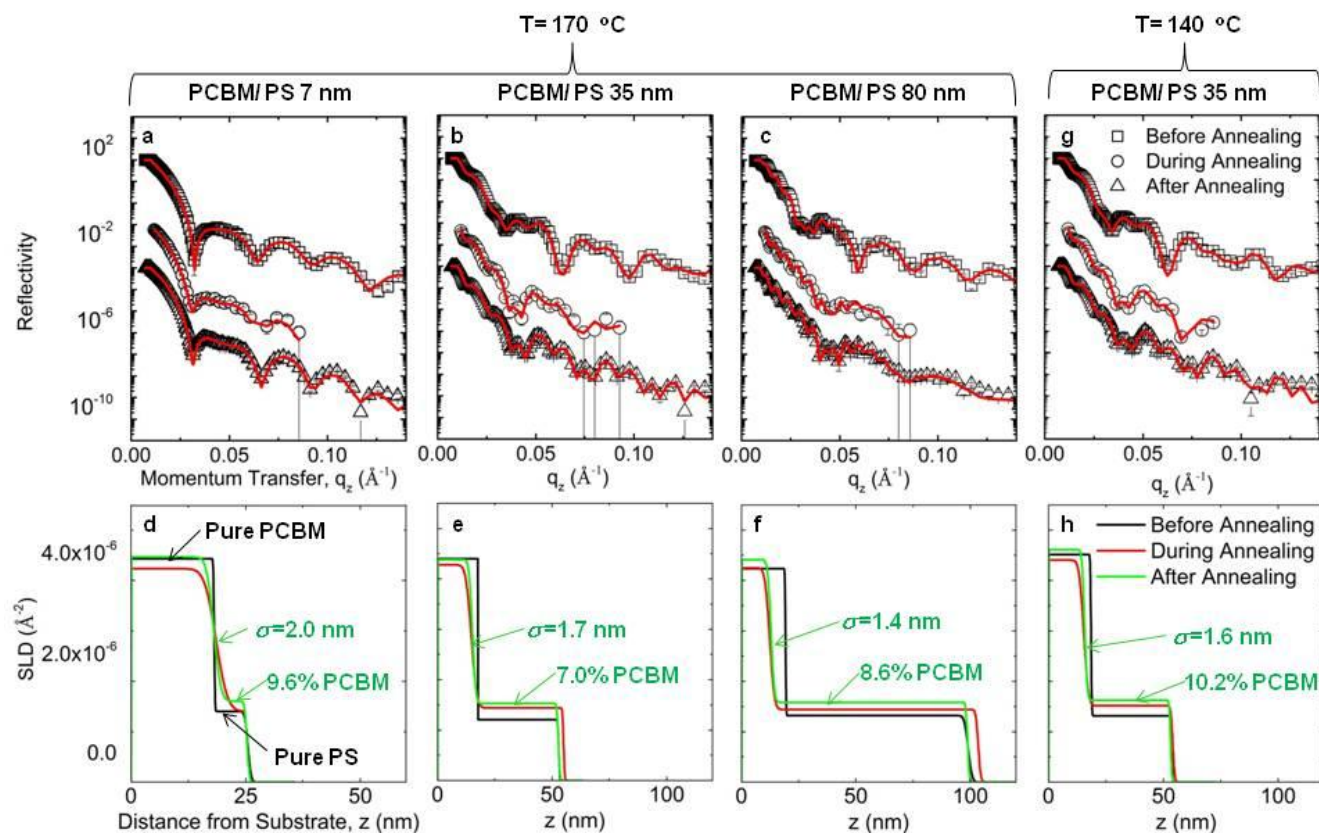 T= 170 °C
T= 140 °C
PCBM/ PS 7 nm
PCBM/ PS 35 nm
PCBM/ PS 80 nm
PCBM/ PS 35 nm
a
b
c
g
Before Annealing
During Annealing
After Annealing
Reflectivity
10²
10⁻²
10⁻⁶
10⁻¹⁰
0.00 0.05 0.10
0.00 0.05 0.10
0.00 0.05 0.10
0.00 0.05 0.10
Momentum Transfer, q_z (Å⁻¹)
q_z (Å⁻¹)
q_z (Å⁻¹)
q_z (Å⁻¹)
d
e
f
h
Pure PCBM
σ=2.0 nm
9.6% PCBM
Pure PS
σ=1.7 nm
7.0% PCBM
σ=1.4 nm
8.6% PCBM
Before Annealing
During Annealing
After Annealing
σ=1.6 nm
10.2% PCBM
SLD (Å⁻²)
4.0x10⁻⁶
2.0x10⁻⁶
0.0
0 25 50
0 50 100
0 50 100
0 50 100
Distance from Substrate, z (nm)
z (nm)
z (nm)
z (nm)